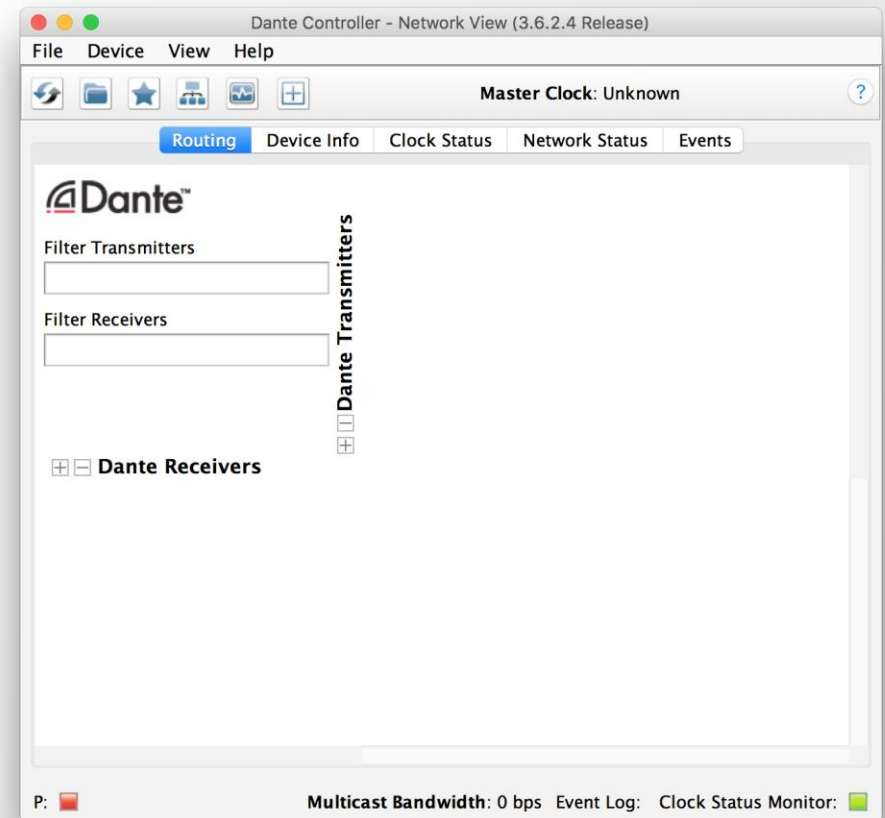 Dante Controller - Network View (3.6.2.4 Release)
File Device View Help
Master Clock: Unknown ?
Routing Device Info Clock Status Network Status Events
Dante™
Filter Transmitters
Filter Receivers
Dante Transmitters
Dante Receivers
P: Multicast Bandwidth: 0 bps Event Log: Clock Status Monitor: